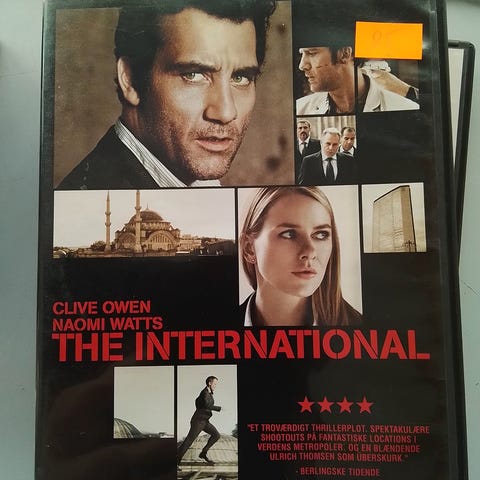 CLIVE OWEN
NAOMI WATTS
THE INTERNATIONAL
"ET TROVÆRDIGT THRILLERPLOT. SPEKTAKULÆRE
SHOOTOUTS PÅ FANTASTISKE LOCATIONS I
VERDENS METROPOLER. OG EN BLÆNDENDE
ULRICH THOMSEN SOM ÜBERSKURK."
- BERLINGSKE TIDENDE